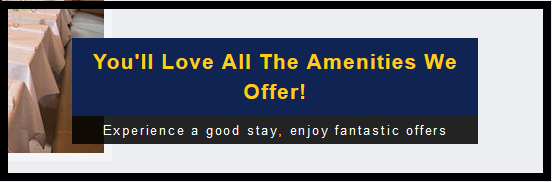 You'll Love All The Amenities We
Offer!
Experience a good stay, enjoy fantastic offers